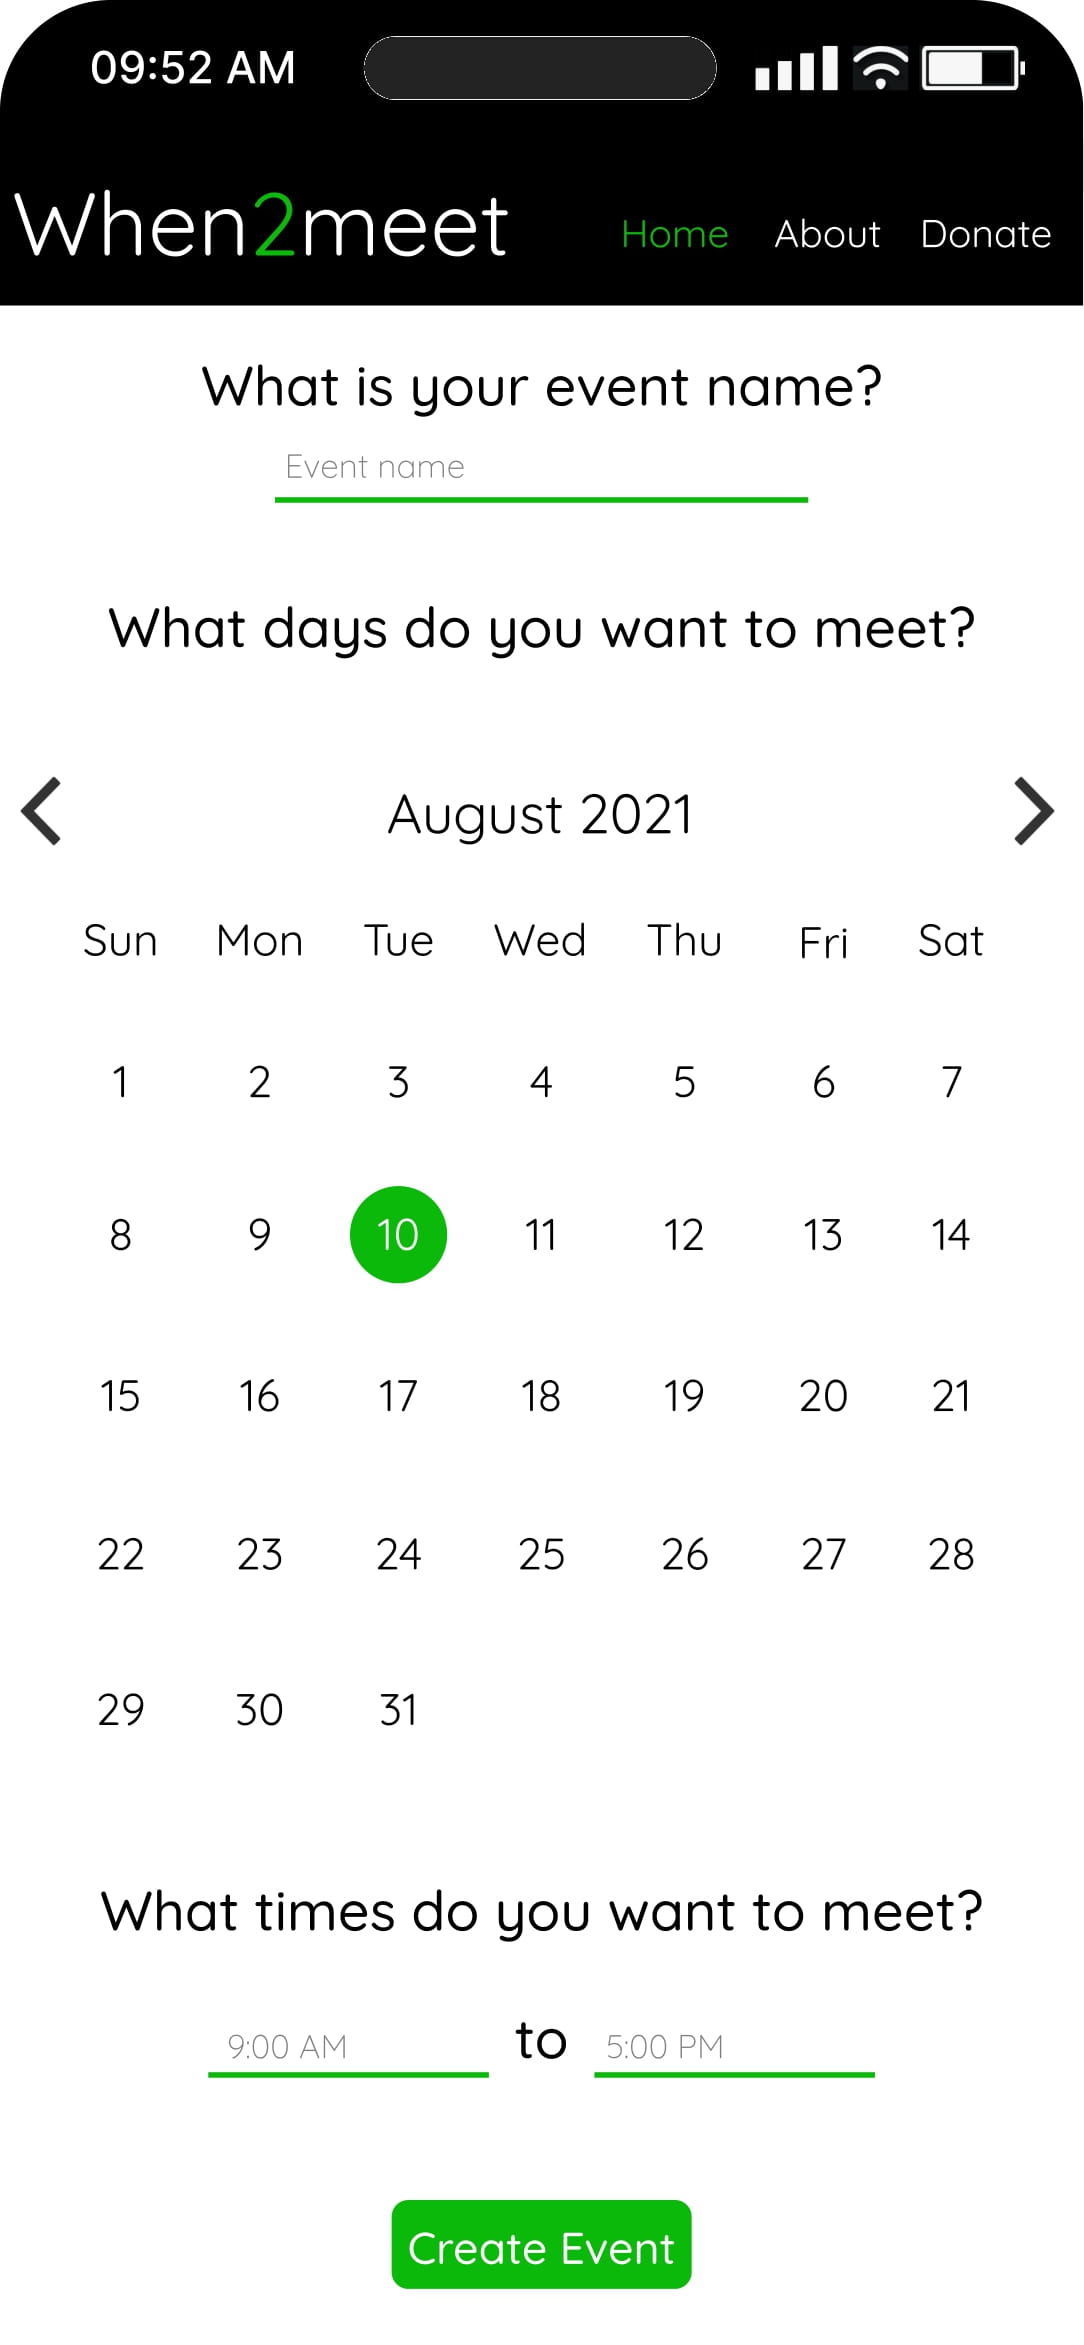 09:52 AM
When2meet Home About Donate
What is your event name?
Event name
What days do you want to meet?
August 2021
Sun Mon Tue Wed Thu Fri Sat
1 2 3 4 5 6 7
8 9 10 11 12 13 14
15 16 17 18 19 20 21
22 23 24 25 26 27 28
29 30 31
What times do you want to meet?
9:00 AM to 5:00 PM
Create Event